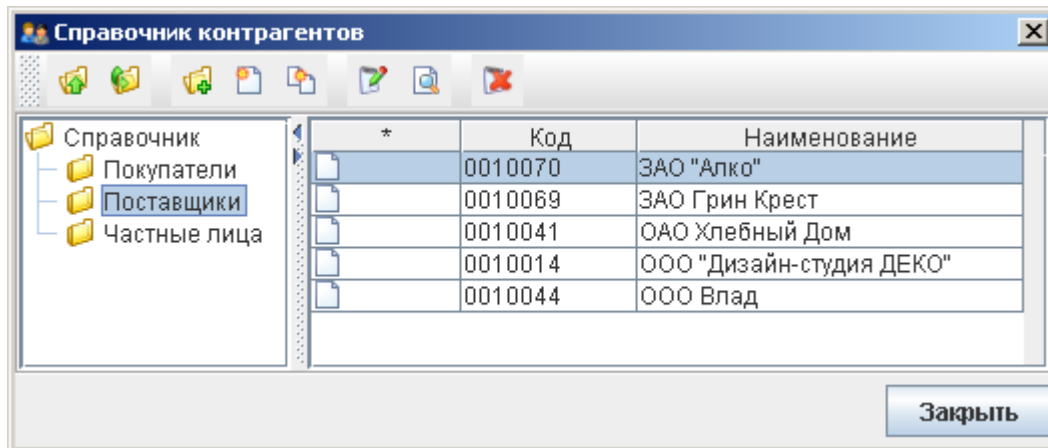 Справочник контрагентов
Справочник
Покупатели
Поставщики
Частные лица
* Код Наименование
0010070 ЗАО "Алко"
0010069 ЗАО Грин Крест
0010041 ОАО Хлебный Дом
0010014 ООО "Дизайн-студия ДЕКО"
0010044 ООО Влад
Закрыть